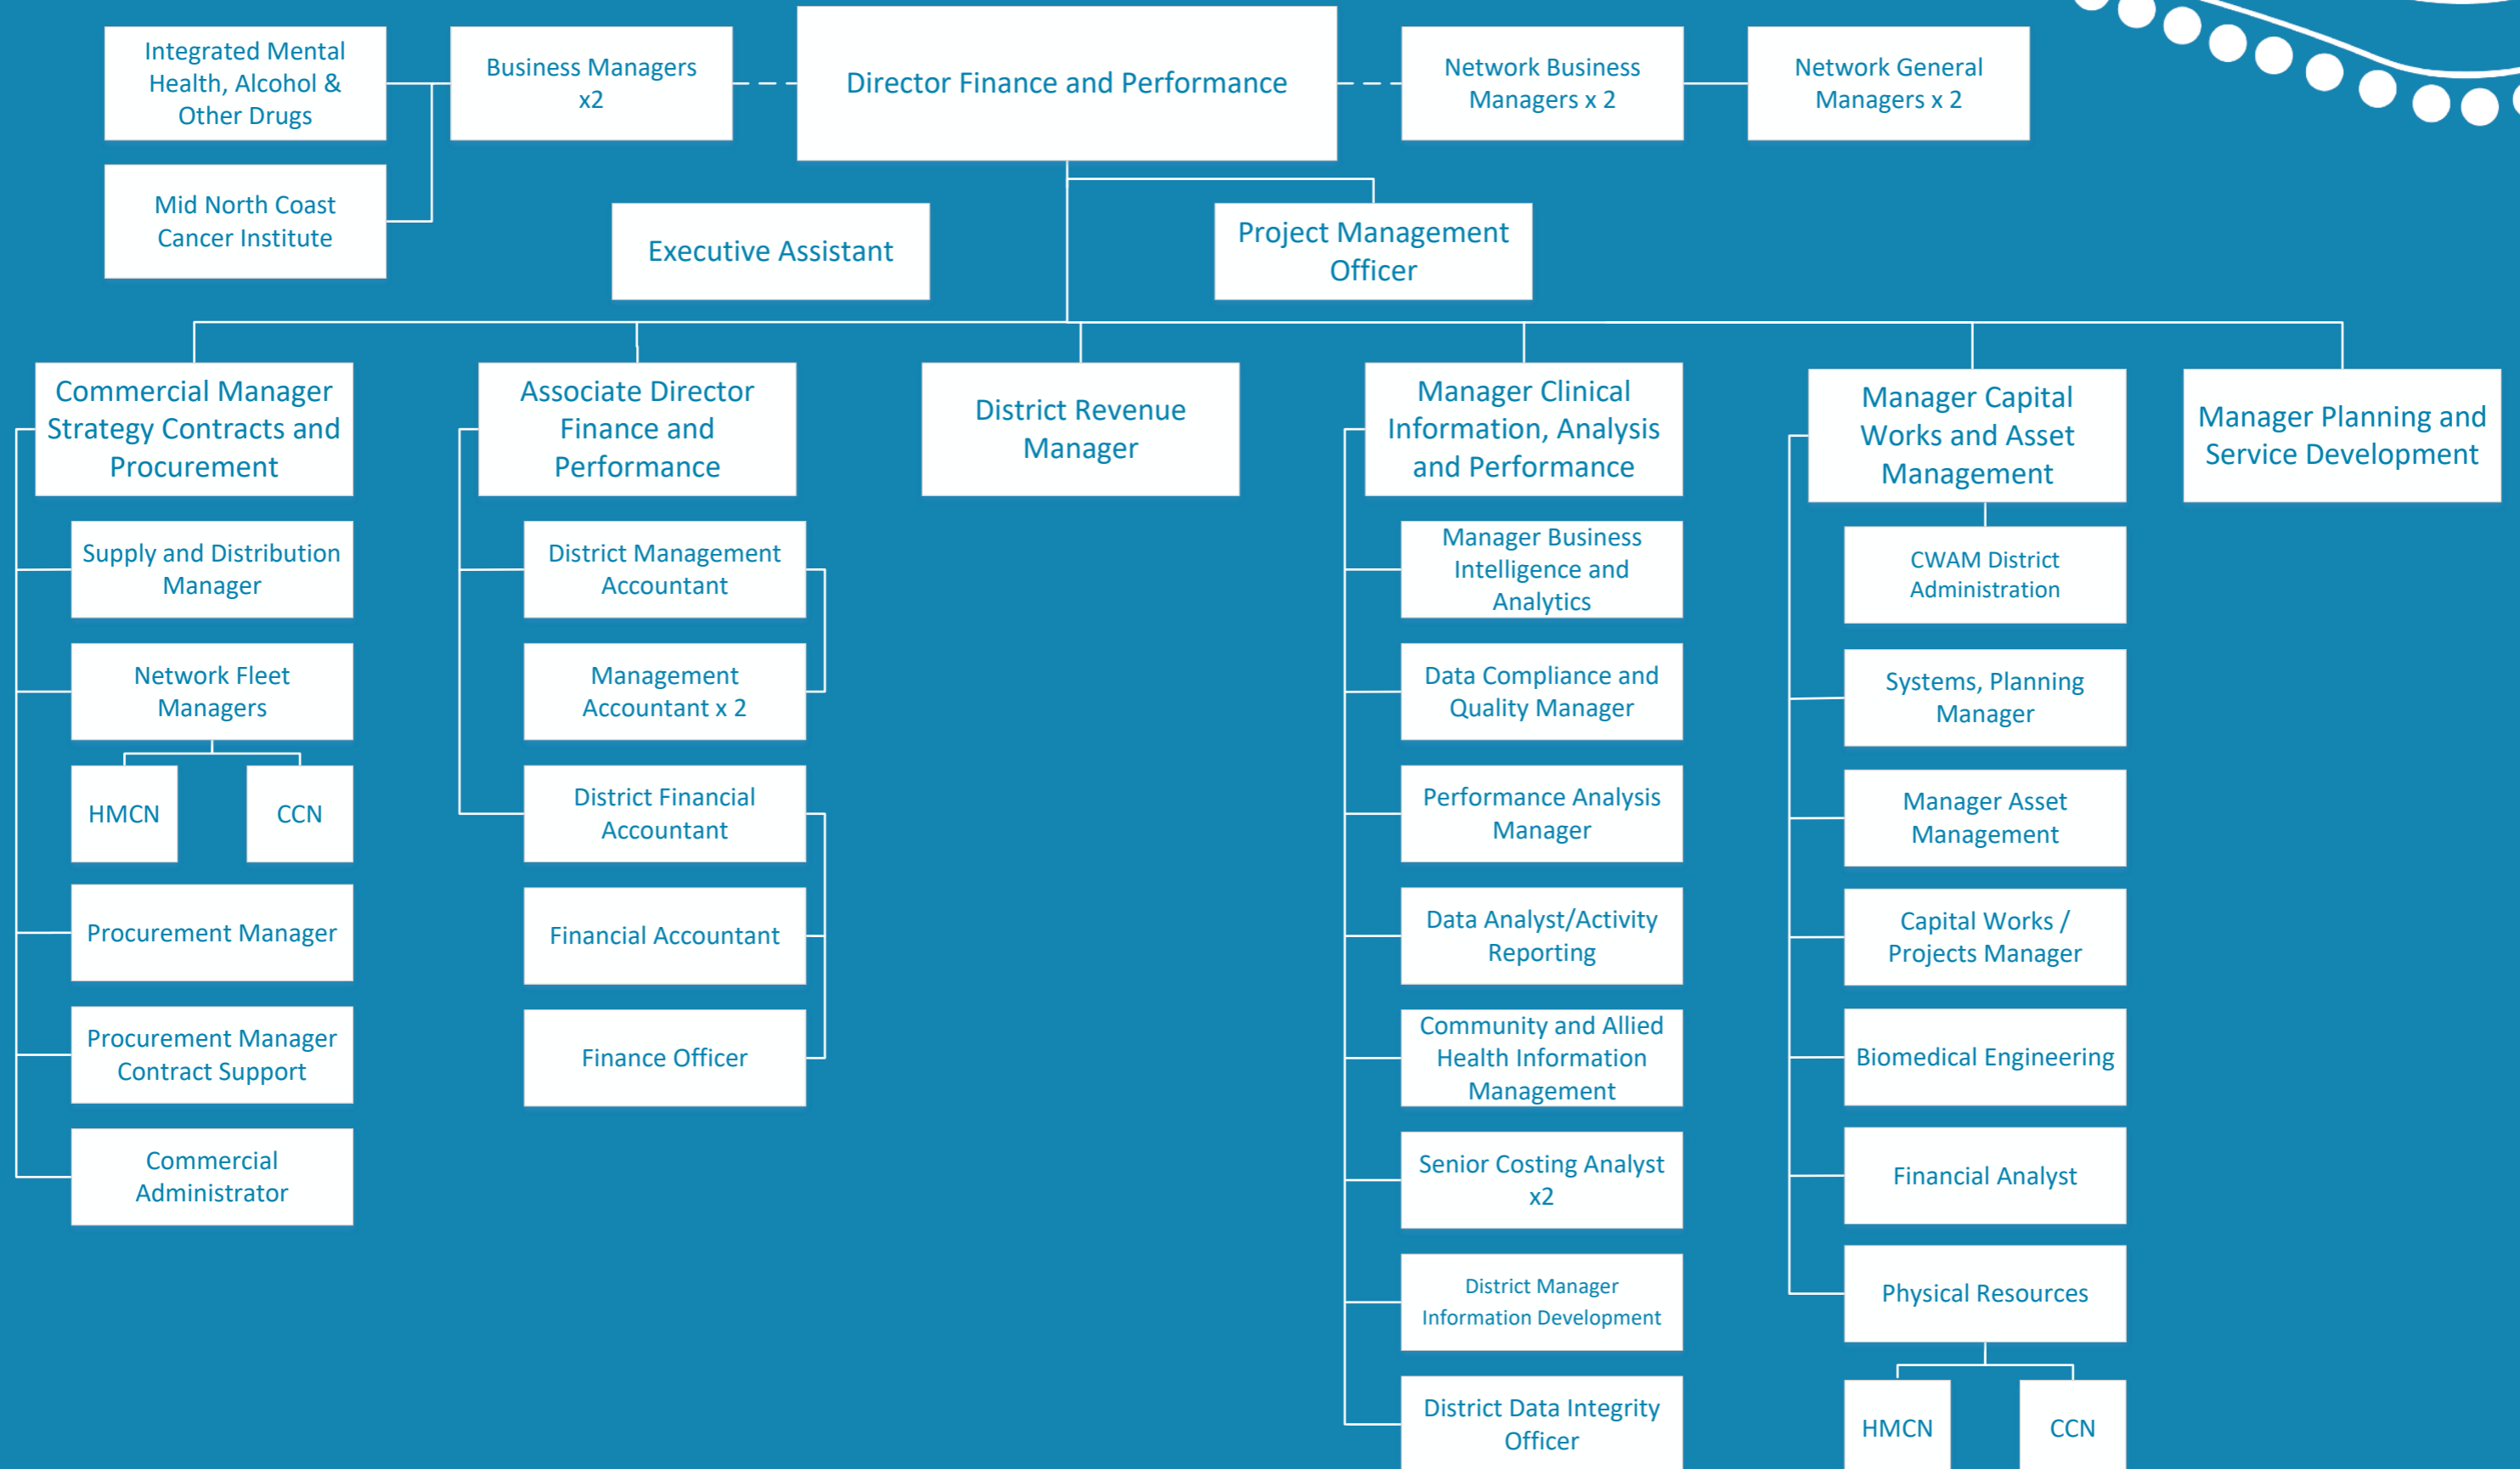 Integrated Mental
Health, Alcohol &
Other Drugs
Business Managers
x2
Director Finance and Performance
Network Business
Managers x 2
Network General
Managers x 2
Mid North Coast
Cancer Institute
Executive Assistant
Project Management
Officer
Commercial Manager
Strategy Contracts and
Procurement
Supply and Distribution
Manager
Network Fleet
Managers
HMCN
CCN
Procurement Manager
Procurement Manager
Contract Support
Commercial
Administrator
Associate Director
Finance and
Performance
District Management
Accountant
Management
Accountant x 2
District Financial
Accountant
Financial Accountant
Finance Officer
District Revenue
Manager
Manager Clinical
Information, Analysis
and Performance
Manager Business
Intelligence and
Analytics
Data Compliance and
Quality Manager
Performance Analysis
Manager
Data Analyst/Activity
Reporting
Community and Allied
Health Information
Management
Senior Costing Analyst
x2
District Manager
Information Development
District Data Integrity
Officer
Manager Capital
Works and Asset
Management
CWAM District
Administration
Systems, Planning
Manager
Manager Asset
Management
Capital Works /
Projects Manager
Biomedical Engineering
Financial Analyst
Physical Resources
HMCN
CCN
Manager Planning and
Service Development